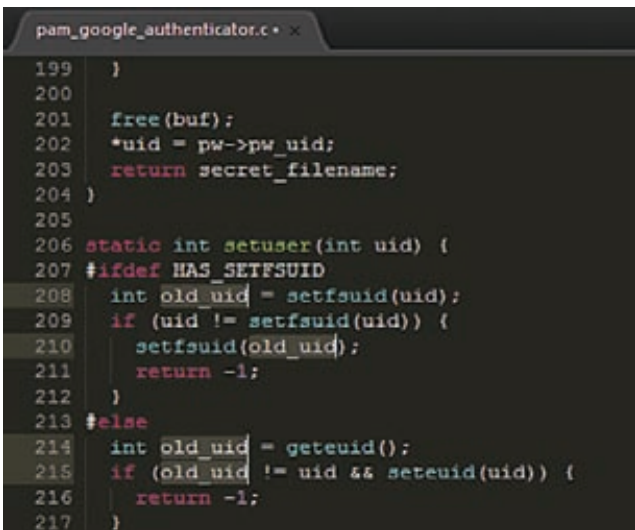 pam_google_authenticator.c • ×
199 }
200
201 free(buf);
202 *uid = pw->pw_uid;
203 return secret_filename;
204 }
205
206 static int setuser(int uid) {
207 #ifdef HAS_SETFSUID
208 int old_uid = setfsuid(uid);
209 if (uid != setfsuid(uid)) {
210 setfsuid(old_uid);
211 return -1;
212 }
213 #else
214 int old_uid = geteuid();
215 if (old_uid != uid && seteuid(uid)) {
216 return -1;
217 }